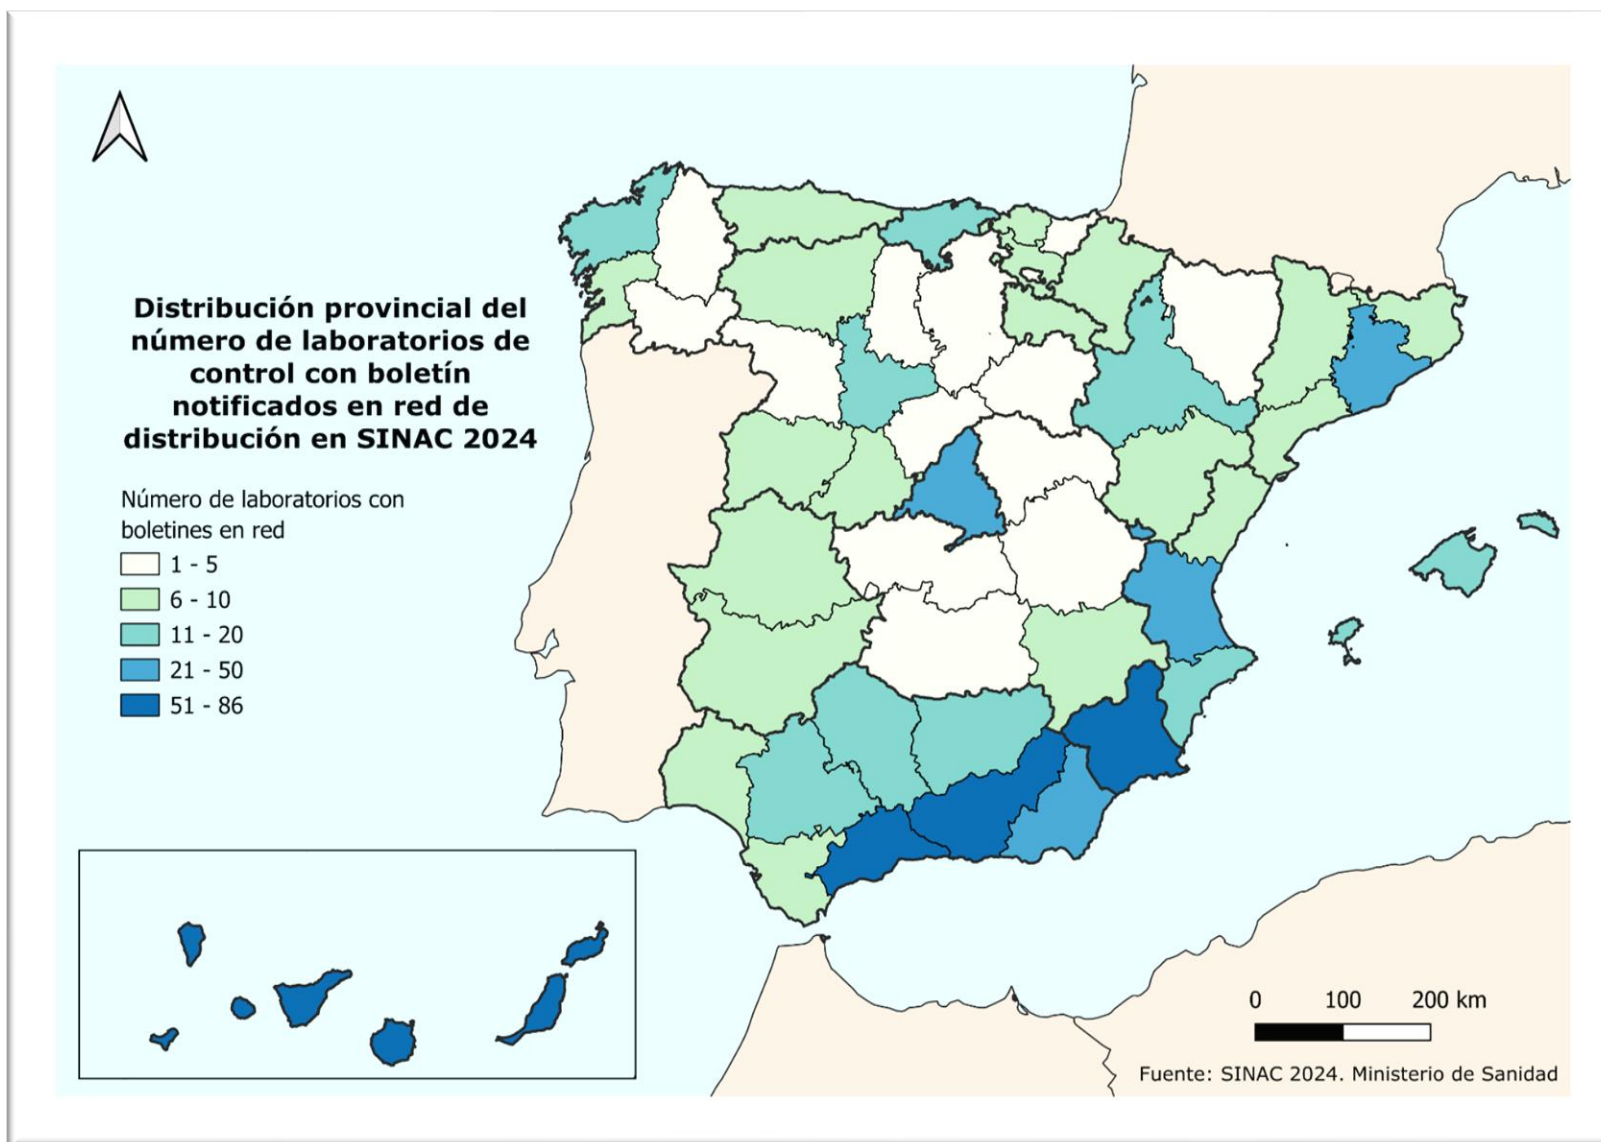 Distribución provincial del
número de laboratorios de
control con boletín
notificados en red de
distribución en SINAC 2024
Número de laboratorios con
boletines en red
1 - 5
6 - 10
11 - 20
21 - 50
51 - 86
0 100 200 km
Fuente: SINAC 2024. Ministerio de Sanidad